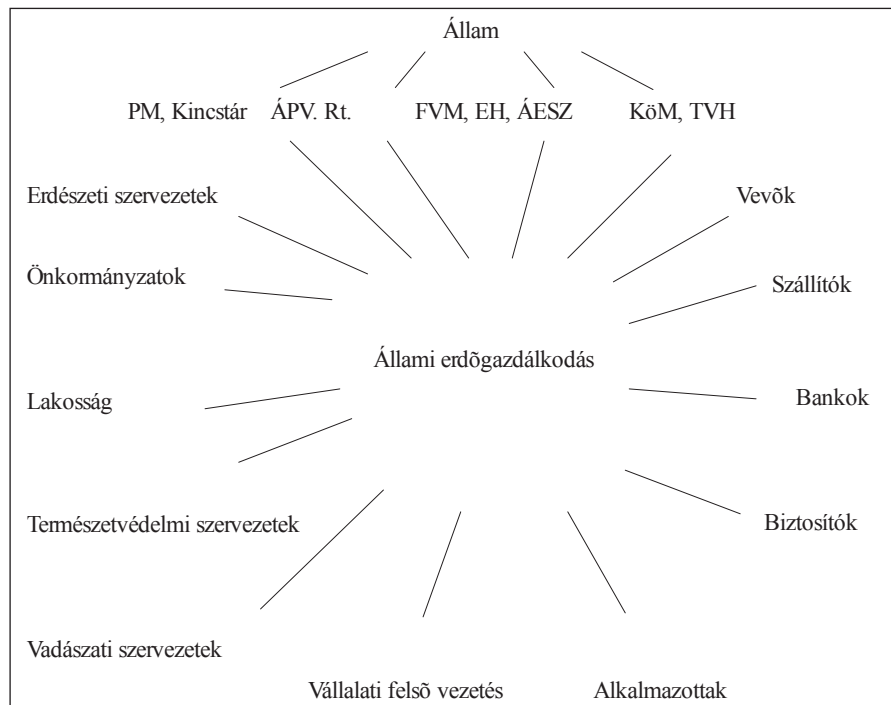 Állam
PM, Kincstár ÁPV. Rt. FVM, EH, ÁESZ KöM, TVH
Erdészeti szervezetek Vevõk
Önkormányzatok Szállítók
Állami erdõgazdálkodás
Lakosság Bankok
Természetvédelmi szervezetek Biztosítók
Vadászati szervezetek
Vállalati felsõ vezetés Alkalmazottak